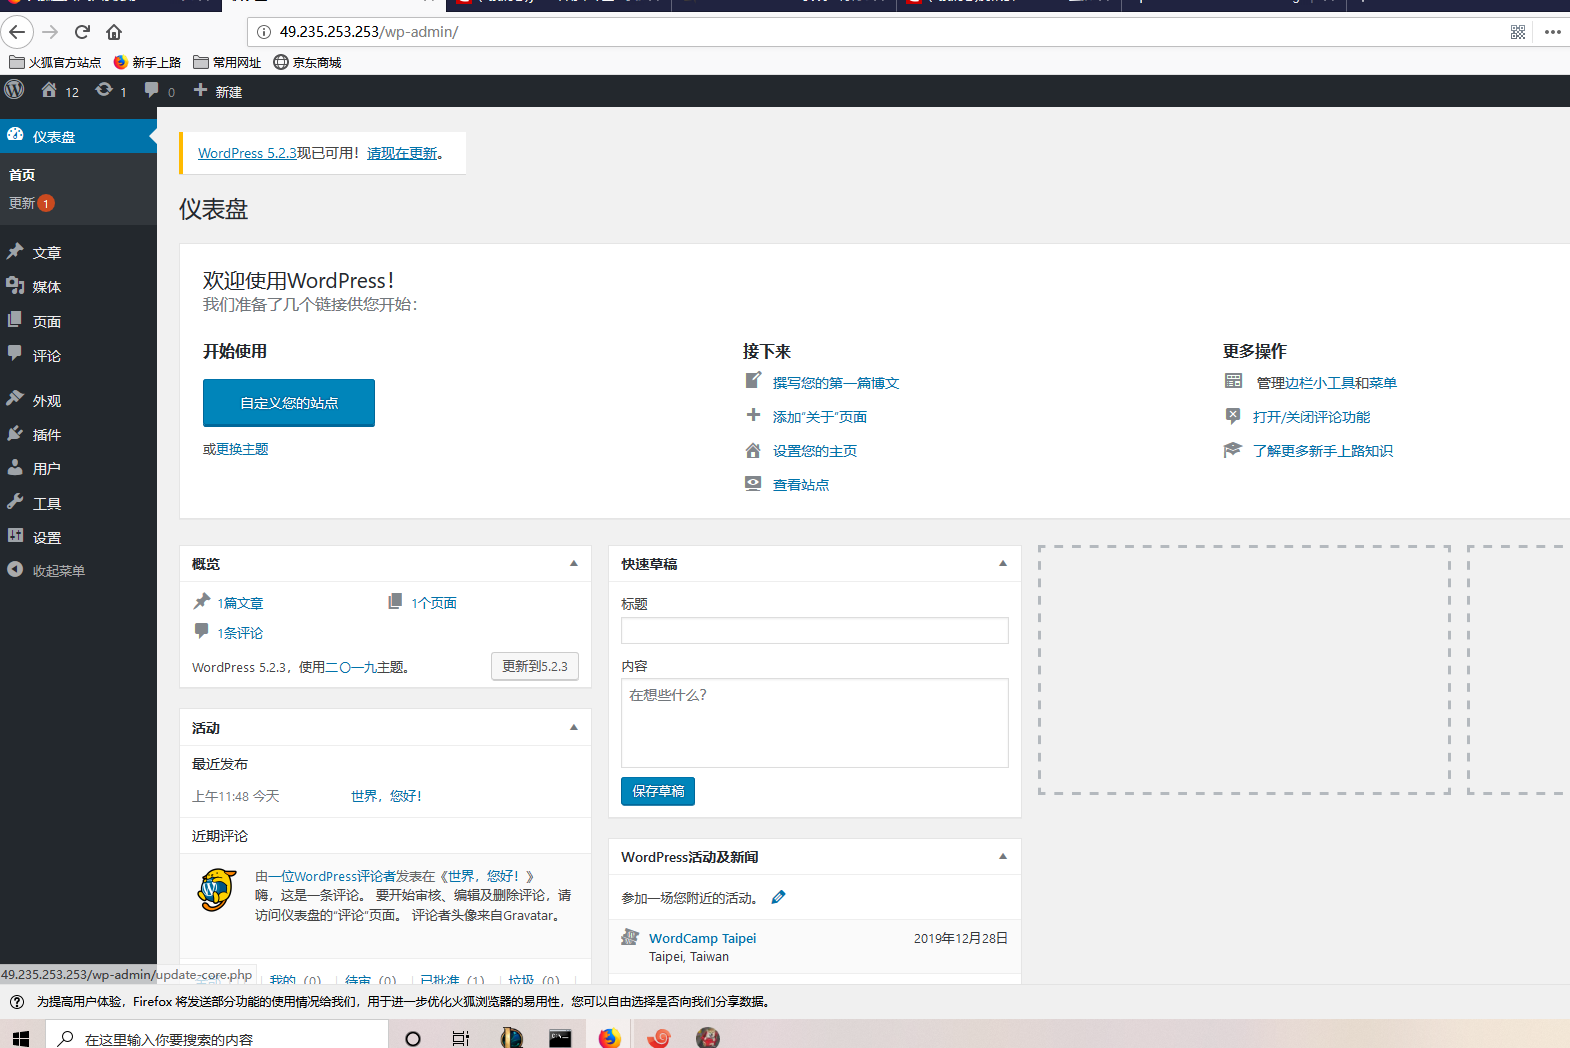 49.235.253.253/wp-admin/
火狐官方站点 新手上路 常用网址 京东商城
12 1 0 新建
仪表盘
首页
更新 1
文章
媒体
页面
评论
外观
插件
用户
工具
设置
收起菜单
WordPress 5.2.3现已可用！请现在更新。
仪表盘
欢迎使用WordPress！
我们准备了几个链接供您开始：
开始使用
自定义您的站点
或更换主题
接下来
撰写您的第一篇博文
添加“关于”页面
设置您的主页
查看站点
更多操作
管理边栏小工具和菜单
打开/关闭评论功能
了解更多新手上路知识
概览
1篇文章 1个页面
1条评论
WordPress 5.2.3，使用二〇一九主题。 更新到5.2.3
活动
最近发布
上午11:48 今天 世界，您好！
近期评论
由一位WordPress评论者发表在《世界，您好！》
嗨，这是一条评论。 要开始审核、编辑及删除评论，请
访问仪表盘的“评论”页面。 评论者头像来自Gravatar。
我的（0） 待审（0） 已批准（1） 垃圾（0）
快速草稿
标题
内容
在想些什么？
保存草稿
WordPress活动及新闻
参加一场您附近的活动。
WordCamp Taipei 2019年12月28日
Taipei, Taiwan
49.235.253.253/wp-admin/update-core.php
为提高用户体验，Firefox 将发送部分功能的使用情况给我们，用于进一步优化火狐浏览器的易用性，您可以自由选择是否向我们分享数据。
在这里输入你要搜索的内容